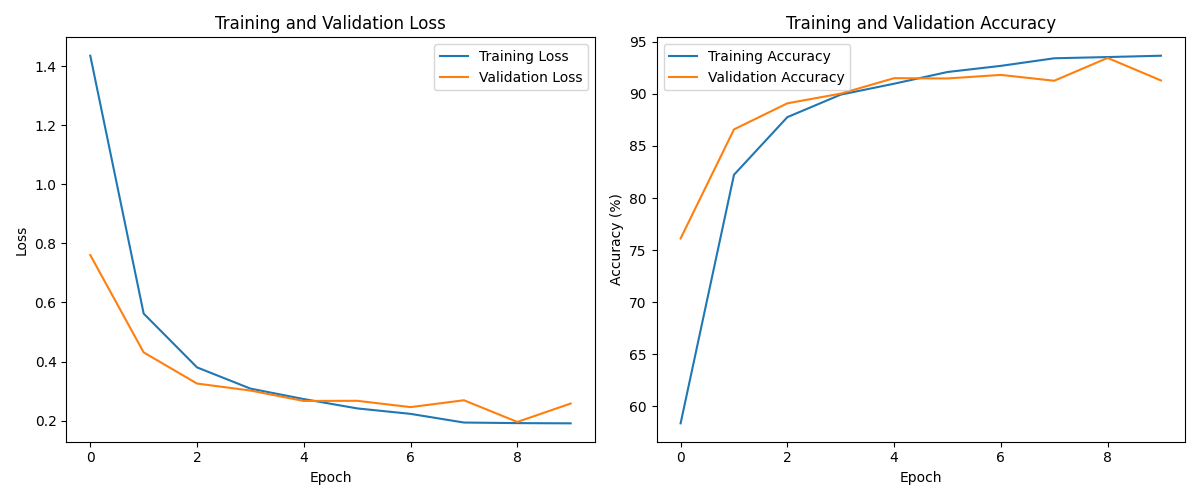 Training and Validation Loss
Training Loss
Validation Loss
1.4
1.2
1.0
0.8
0.6
0.4
0.2
Loss
0 2 4 6 8
Epoch
Training and Validation Accuracy
Training Accuracy
Validation Accuracy
95
90
85
80
75
70
65
60
Accuracy (%)
0 2 4 6 8
Epoch